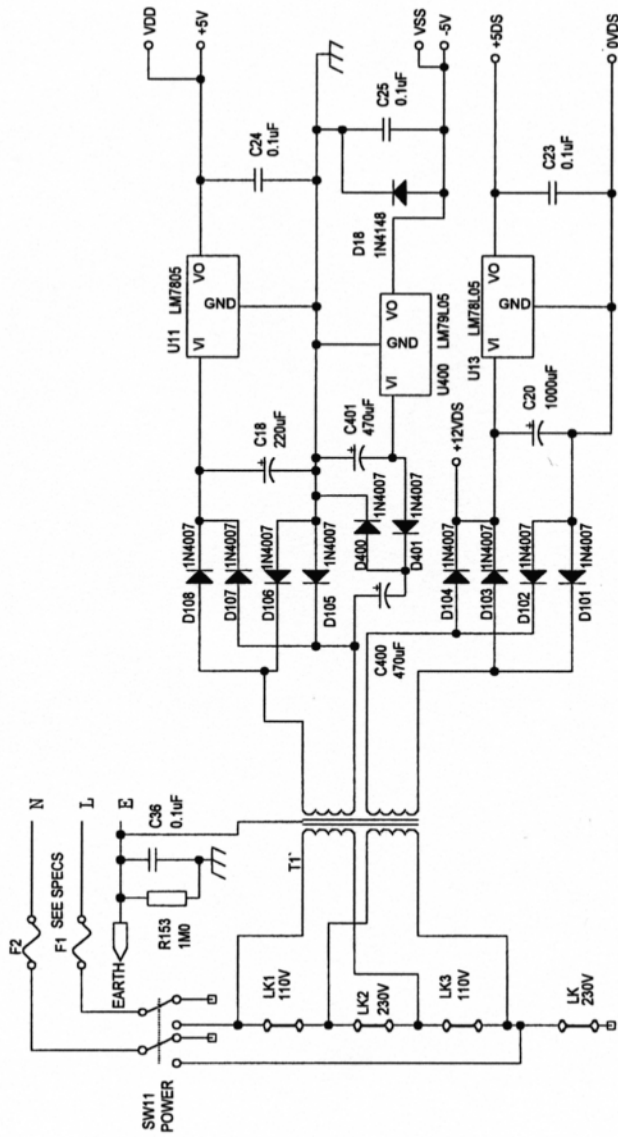 F2
N
F1 SEE SPECS
L
EARTH
E
R153
1M0
C36
0.1uF
SW11
POWER
LK1
110V
LK2
230V
LK3
110V
LK
230V
T1`
D108
1N4007
D107
1N4007
D106
1N4007
D105
1N4007
C18
220uF
U11
LM7805
VI
VO
GND
C24
0.1uF
VDD
+5V
D400
1N4007
D401
1N4007
C400
470uF
C401
470uF
U400
LM79L05
VI
VO
GND
D18
1N4148
C25
0.1uF
VSS
-5V
D104
1N4007
D103
1N4007
D102
1N4007
D101
1N4007
+12VDS
C20
1000uF
U13
LM78L05
VI
VO
GND
C23
0.1uF
+5DS
0VDS